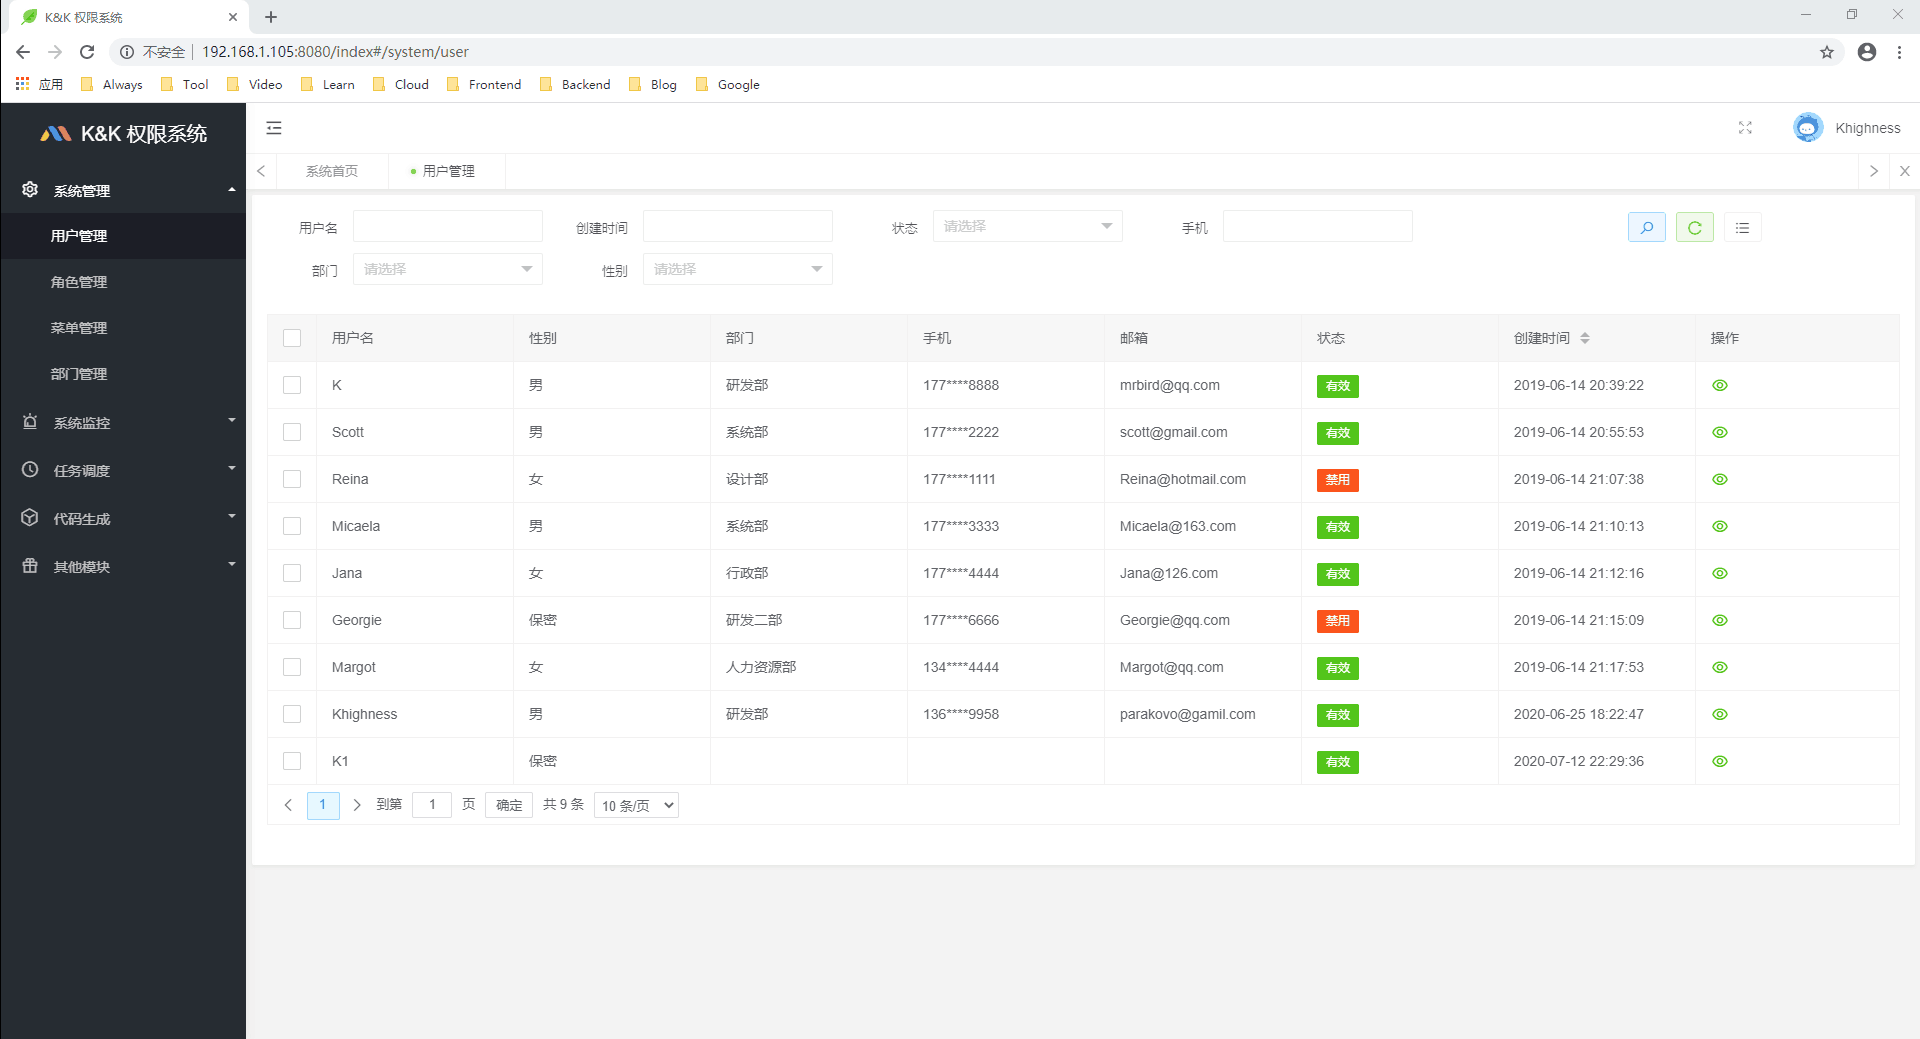 K&K 权限系统
不安全 192.168.1.105:8080/index#/system/user
应用 Always Tool Video Learn Cloud Frontend Backend Blog Google
K&K 权限系统
Khighness
系统首页 用户管理
系统管理
用户管理
角色管理
菜单管理
部门管理
系统监控
任务调度
代码生成
其他模块
用户名 创建时间 状态 请选择 手机
部门 请选择 性别 请选择
用户名 性别 部门 手机 邮箱 状态 创建时间 操作
K 男 研发部 177****8888 mrbird@qq.com 有效 2019-06-14 20:39:22
Scott 男 系统部 177****2222 scott@gmail.com 有效 2019-06-14 20:55:53
Reina 女 设计部 177****1111 Reina@hotmail.com 禁用 2019-06-14 21:07:38
Micaela 男 系统部 177****3333 Micaela@163.com 有效 2019-06-14 21:10:13
Jana 女 行政部 177****4444 Jana@126.com 有效 2019-06-14 21:12:16
Georgie 保密 研发二部 177****6666 Georgie@qq.com 禁用 2019-06-14 21:15:09
Margot 女 人力资源部 134****4444 Margot@qq.com 有效 2019-06-14 21:17:53
Khighness 男 研发部 136****9958 parakovo@gamil.com 有效 2020-06-25 18:22:47
K1 保密 有效 2020-07-12 22:29:36
1 到第 1 页 确定 共 9 条 10 条/页